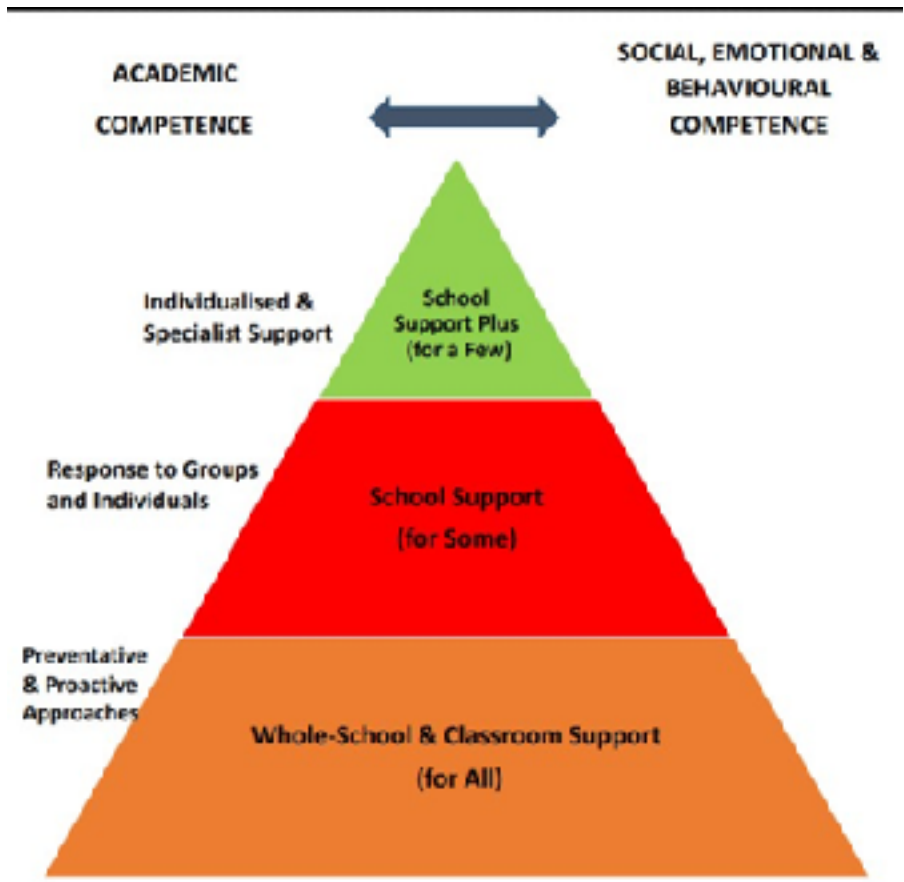 ACADEMIC
COMPETENCE
SOCIAL, EMOTIONAL &
BEHAVIOURAL
COMPETENCE
Individualised &
Specialist Support
School
Support Plus
(for a Few)
Response to Groups
and Individuals
School Support
(for Some)
Preventative
& Proactive
Approaches
Whole-School & Classroom Support
(for All)